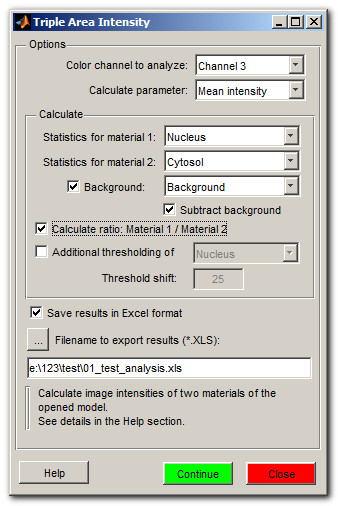 Triple Area Intensity
Options
Color channel to analyze: Channel 3
Calculate parameter: Mean intensity
Calculate
Statistics for material 1: Nucleus
Statistics for material 2: Cytosol
Background: Background
Subtract background
Calculate ratio: Material 1 / Material 2
Additional thresholding of Nucleus
Threshold shift: 25
Save results in Excel format
... Filename to export results (*.XLS):
e:\123\test\01_test_analysis.xls
Calculate image intensities of two materials of the
opened model.
See details in the Help section.
Help Continue Close